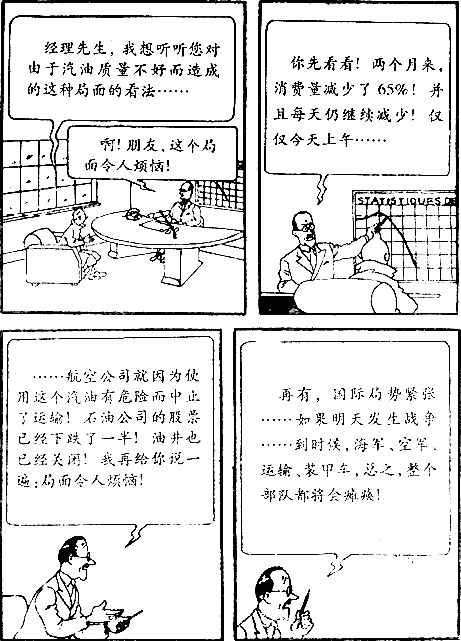 经理先生，我想听听您对
由于汽油质量不好而造成
的这种局面的看法……
啊！朋友，这个局
面令人烦恼！
你先看看！两个月来，
消费量减少了65%！并
且每天仍继续减少！仅
仅今天上午……
STATISTIQUES DE
……航空公司就因为使
用这个汽油有危险而中止
了运输！石油公司的股票
已经下跌了一半！油井也
已经关闭！我再给你说一
遍：局面令人烦恼！
再有，国际局势紧张
……如果明天发生战争
……到时候，海军、空军、
运输、装甲车，总之，整个
部队都将会瘫痪！